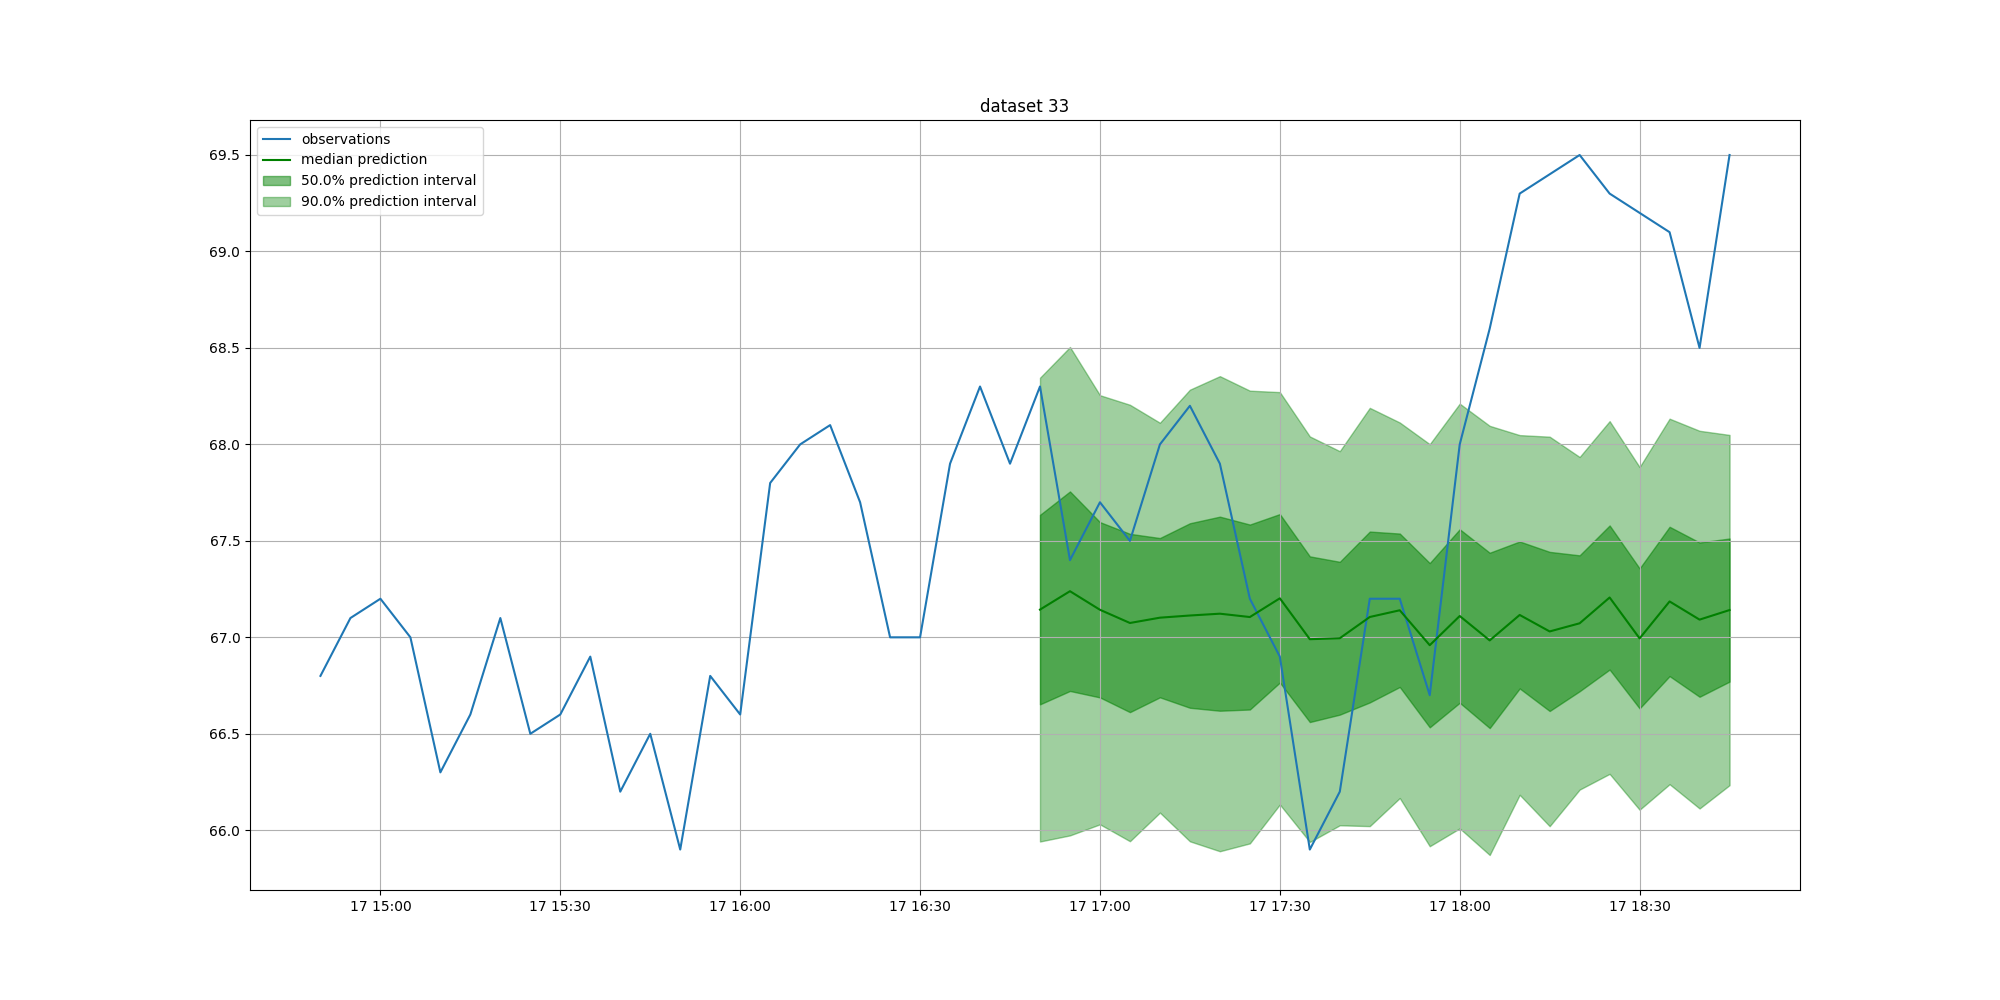 dataset 33
observations
median prediction
50.0% prediction interval
90.0% prediction interval
69.5
69.0
68.5
68.0
67.5
67.0
66.5
66.0
17 15:00 17 15:30 17 16:00 17 16:30 17 17:00 17 17:30 17 18:00 17 18:30